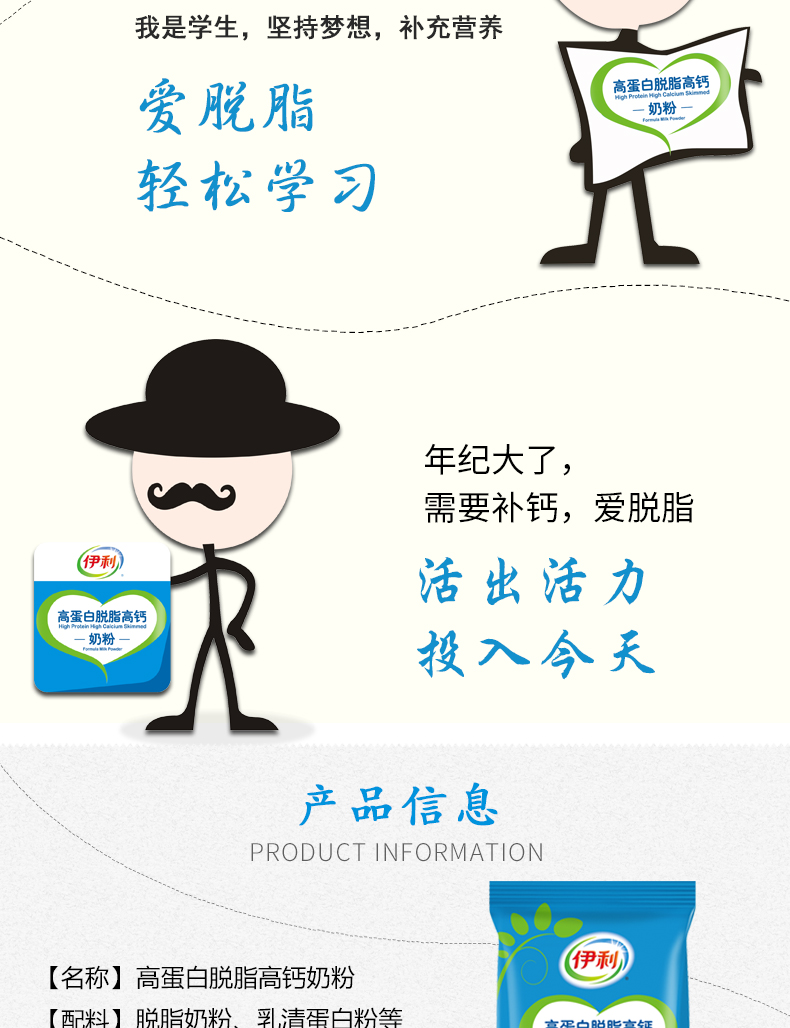 我是学生，坚持梦想，补充营养
爱脱脂
轻松学习
高蛋白脱脂高钙
High Protein High Calcium Skimmed
奶粉
Formula Milk Powder
年纪大了，
需要补钙，爱脱脂
活出活力
投入今天
伊利
高蛋白脱脂高钙
High Protein High Calcium Skimmed
奶粉
Formula Milk Powder
产品信息
PRODUCT INFORMATION
伊利
【名称】高蛋白脱脂高钙奶粉
【配料】脱脂奶粉、乳清蛋白粉等
高蛋白脱脂高钙